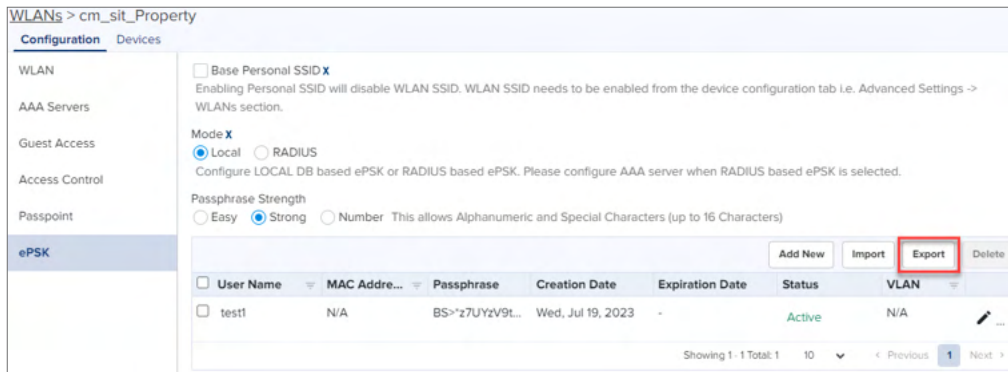 WLANs > cm_sit_Property
Configuration Devices
WLAN
AAA Servers
Guest Access
Access Control
Passpoint
ePSK
Base Personal SSID X
Enabling Personal SSID will disable WLAN SSID. WLAN SSID needs to be enabled from the device configuration tab i.e. Advanced Settings ->
WLANs section.
Mode X
Local RADIUS
Configure LOCAL DB based ePSK or RADIUS based ePSK. Please configure AAA server when RADIUS based ePSK is selected.
Passphrase Strength
Easy Strong Number This allows Alphanumeric and Special Characters (up to 16 Characters)
Add New Import Export Delete
User Name MAC Addre... Passphrase Creation Date Expiration Date Status VLAN
test1 N/A BS>*z7UYzV9t... Wed, Jul 19, 2023 - Active N/A ...
Showing 1 - 1 Total: 1 10 < Previous 1 Next >